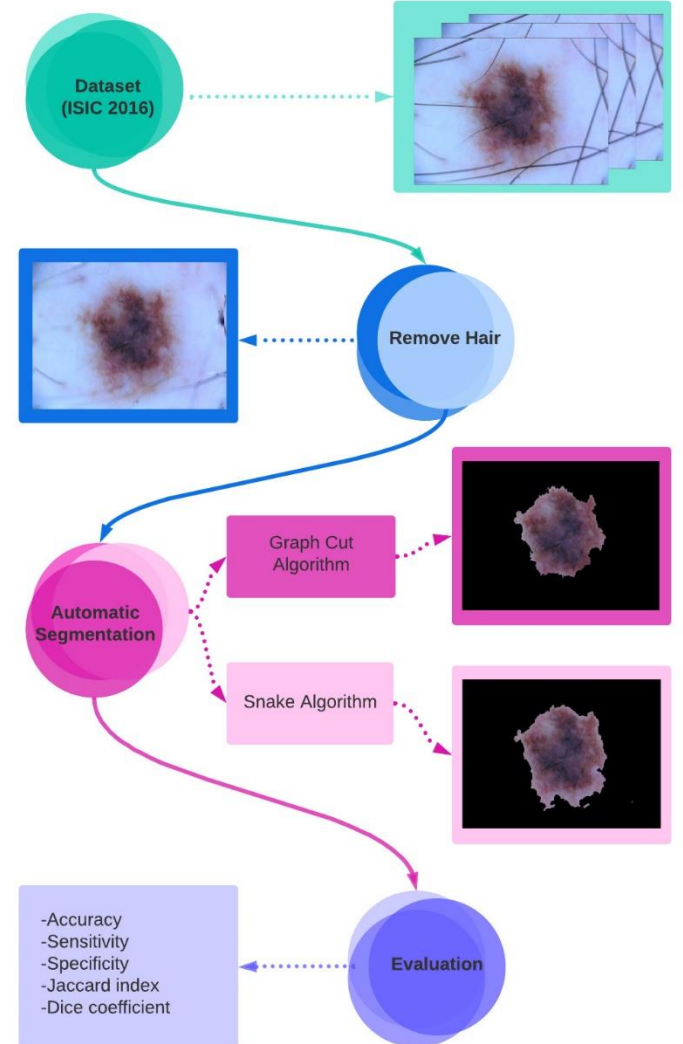 Dataset
(ISIC 2016)
Remove Hair
Graph Cut
Algorithm
Automatic
Segmentation
Snake Algorithm
-Accuracy
-Sensitivity
-Specificity
-Jaccard index
-Dice coefficient
Evaluation